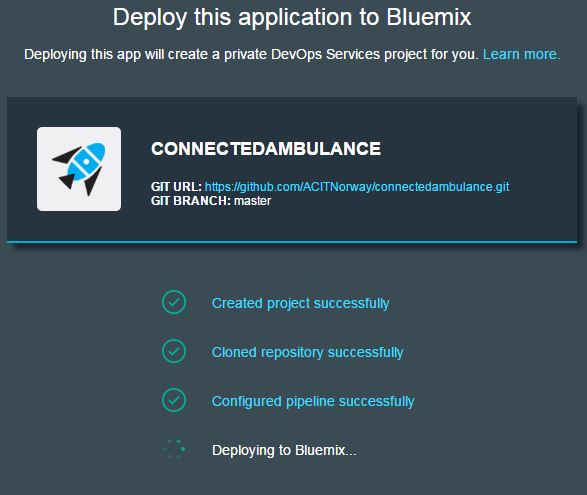 Deploy this application to Bluemix
Deploying this app will create a private DevOps Services project for you. Learn more.
CONNECTEDAMBULANCE
GIT URL: https://github.com/ACITNorway/connectedambulance.git
GIT BRANCH: master
Created project successfully
Cloned repository successfully
Configured pipeline successfully
Deploying to Bluemix...